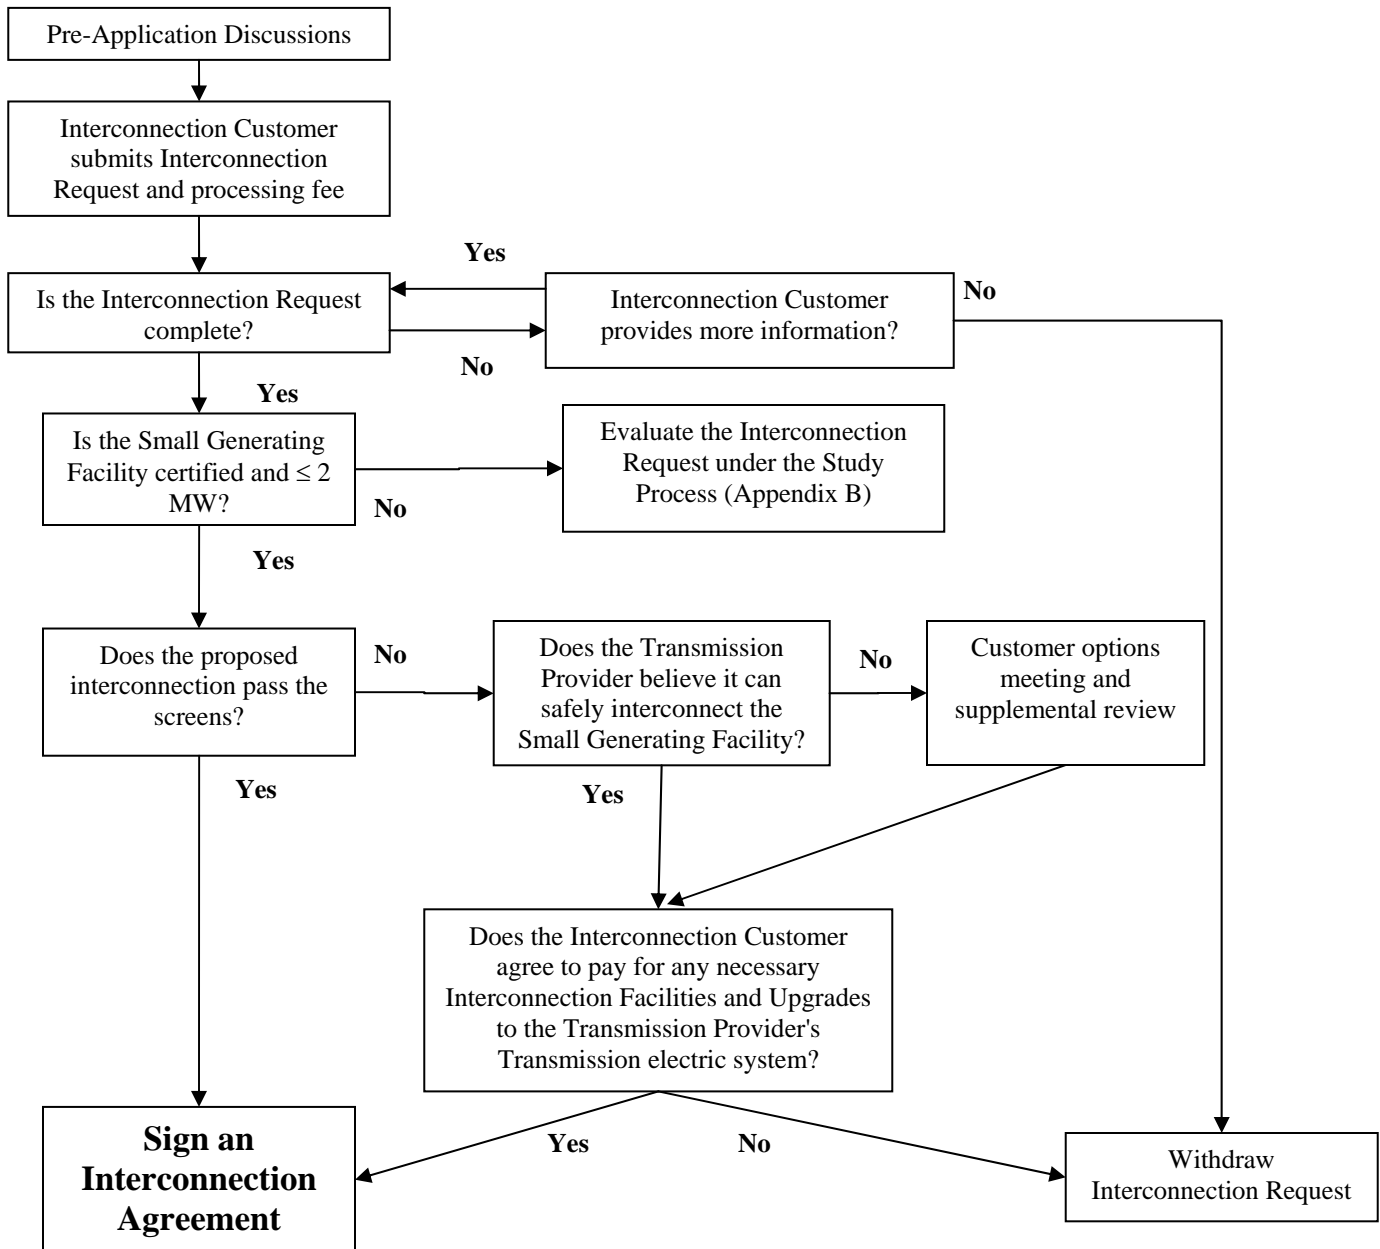 Pre-Application Discussions
Interconnection Customer
submits Interconnection
Request and processing fee
Yes
Is the Interconnection Request
complete?
Interconnection Customer
provides more information?
No
No
Yes
Is the Small Generating
Facility certified and ≤ 2
MW?
No
Evaluate the Interconnection
Request under the Study
Process (Appendix B)
Yes
Does the proposed
interconnection pass the
screens?
No
Does the Transmission
Provider believe it can
safely interconnect the
Small Generating Facility?
No
Customer options
meeting and
supplemental review
Yes
Yes
Does the Interconnection Customer
agree to pay for any necessary
Interconnection Facilities and Upgrades
to the Transmission Provider's
Transmission electric system?
Sign an
Interconnection
Agreement
Yes
No
Withdraw
Interconnection Request